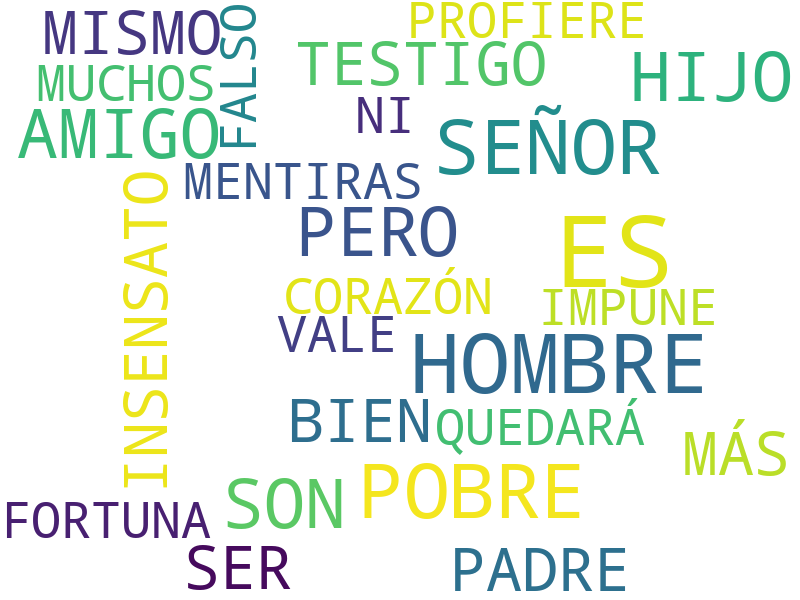 PROFIERE
MISMO
FALSO
TESTIGO
HIJO
MUCHOS
NI
AMIGO
SEÑOR
MENTIRAS
INSENSATO
PERO
ES
CORAZÓN
IMPUNE
VALE
HOMBRE
BIEN
QUEDARÁ
MÁS
POBRE
SON
FORTUNA
SER
PADRE